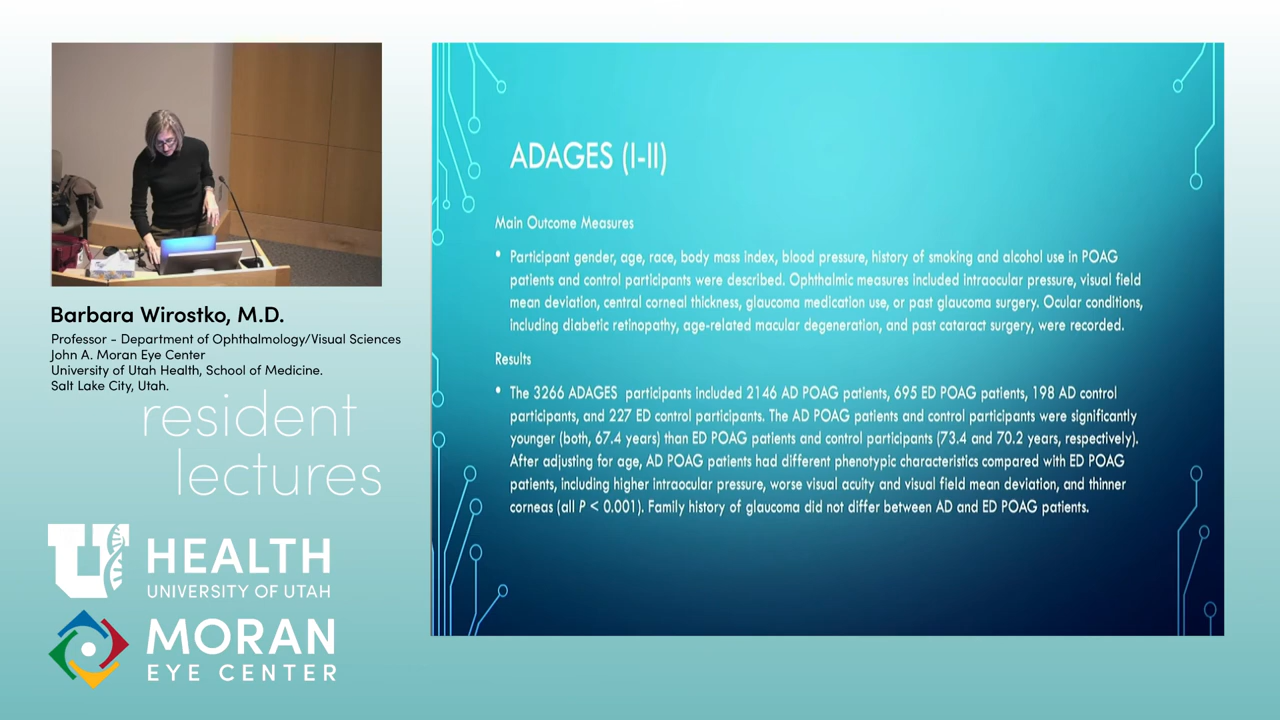 Barbara Wirostko, M.D.
Professor - Department of Ophthalmology/Visual Sciences
John A. Moran Eye Center
University of Utah Health, School of Medicine.
Salt Lake City, Utah.
resident
lectures
U HEALTH
UNIVERSITY OF UTAH
MORAN
EYE CENTER
ADAGES (I-II)
Main Outcome Measures
• Participant gender, age, race, body mass index, blood pressure, history of smoking and alcohol use in POAG
patients and control participants were described. Ophthalmic measures included intraocular pressure, visual field
mean deviation, central corneal thickness, glaucoma medication use, or past glaucoma surgery. Ocular conditions,
including diabetic retinopathy, age-related macular degeneration, and past cataract surgery, were recorded.
Results
• The 3266 ADAGES participants included 2146 AD POAG patients, 695 ED POAG patients, 198 AD control
participants, and 227 ED control participants. The AD POAG patients and control participants were significantly
younger (both, 67.4 years) than ED POAG patients and control participants (73.4 and 70.2 years, respectively).
After adjusting for age, AD POAG patients had different phenotypic characteristics compared with ED POAG
patients, including higher intraocular pressure, worse visual acuity and visual field mean deviation, and thinner
corneas (all P < 0.001). Family history of glaucoma did not differ between AD and ED POAG patients.